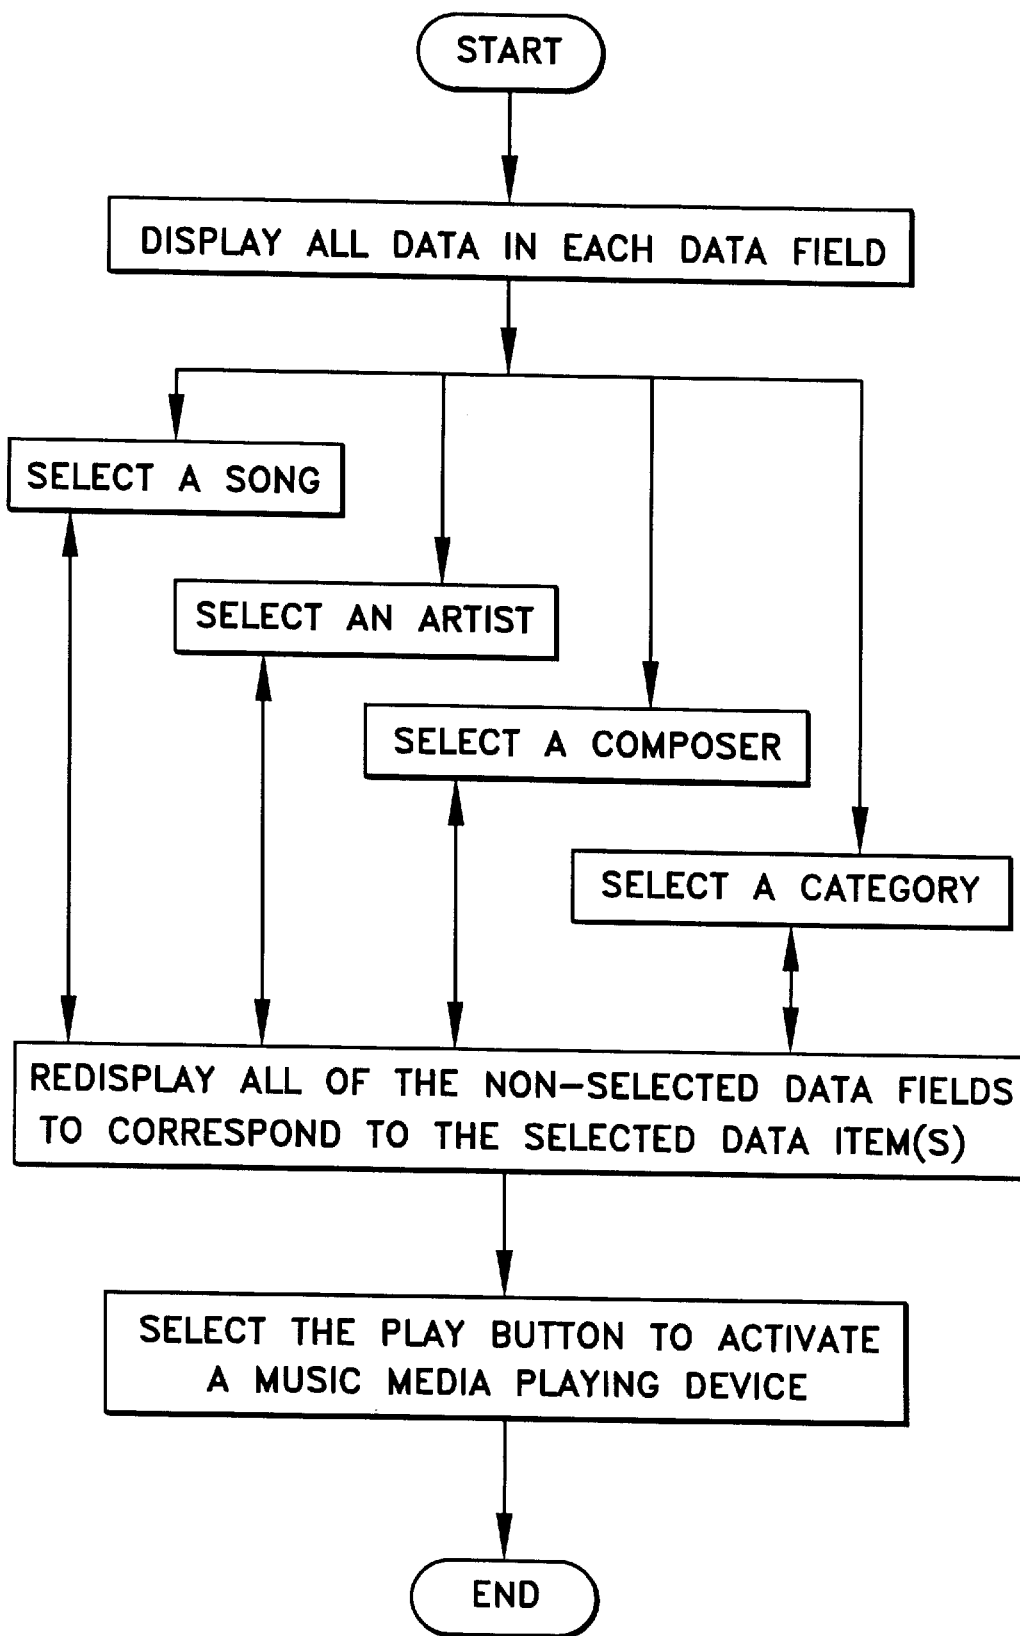 START
DISPLAY ALL DATA IN EACH DATA FIELD
SELECT A SONG
SELECT AN ARTIST
SELECT A COMPOSER
SELECT A CATEGORY
REDISPLAY ALL OF THE NON-SELECTED DATA FIELDS
TO CORRESPOND TO THE SELECTED DATA ITEM(S)
SELECT THE PLAY BUTTON TO ACTIVATE
A MUSIC MEDIA PLAYING DEVICE
END